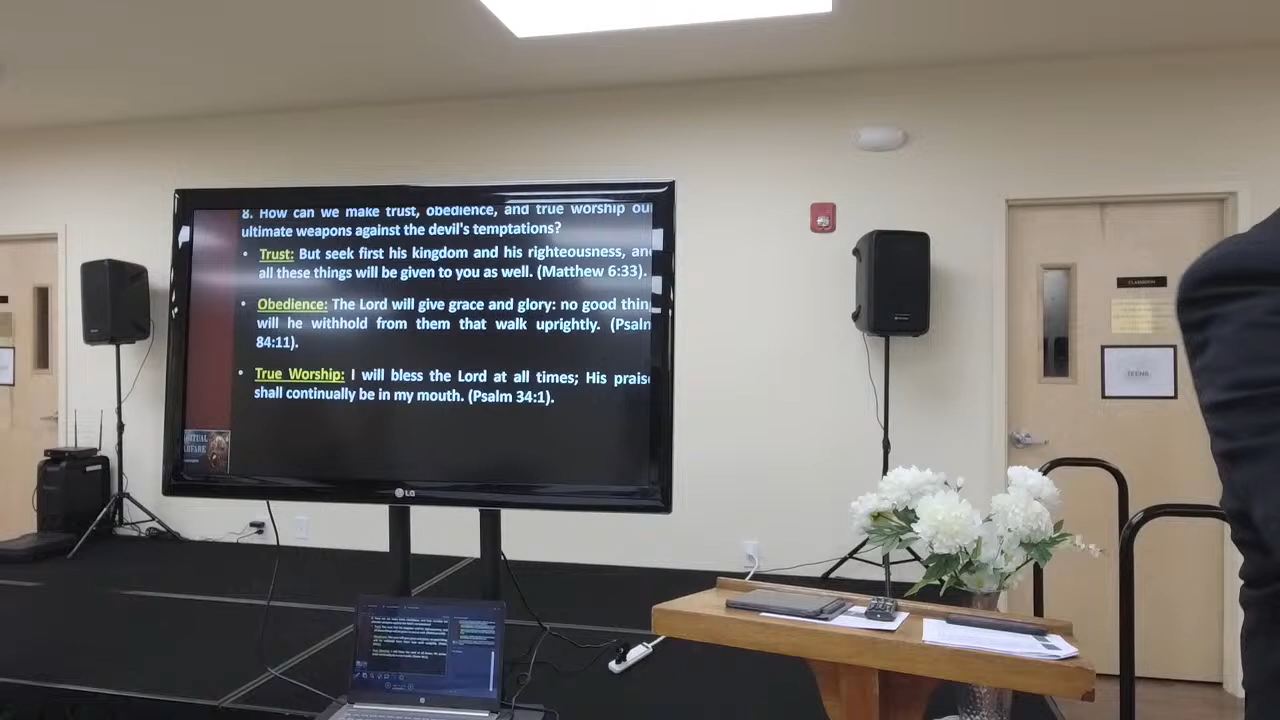 8. How can we make trust, obedience, and true worship ou
ultimate weapons against the devil's temptations?
• Trust: But seek first his kingdom and his righteousness, an
all these things will be given to you as well. (Matthew 6:33).
• Obedience: The Lord will give grace and glory: no good thin
will he withhold from them that walk uprightly. (Psal
84:11).
• True Worship: I will bless the Lord at all times; His prais
shall continually be in my mouth. (Psalm 34:1).
LG
CLASSROOM
TEENS